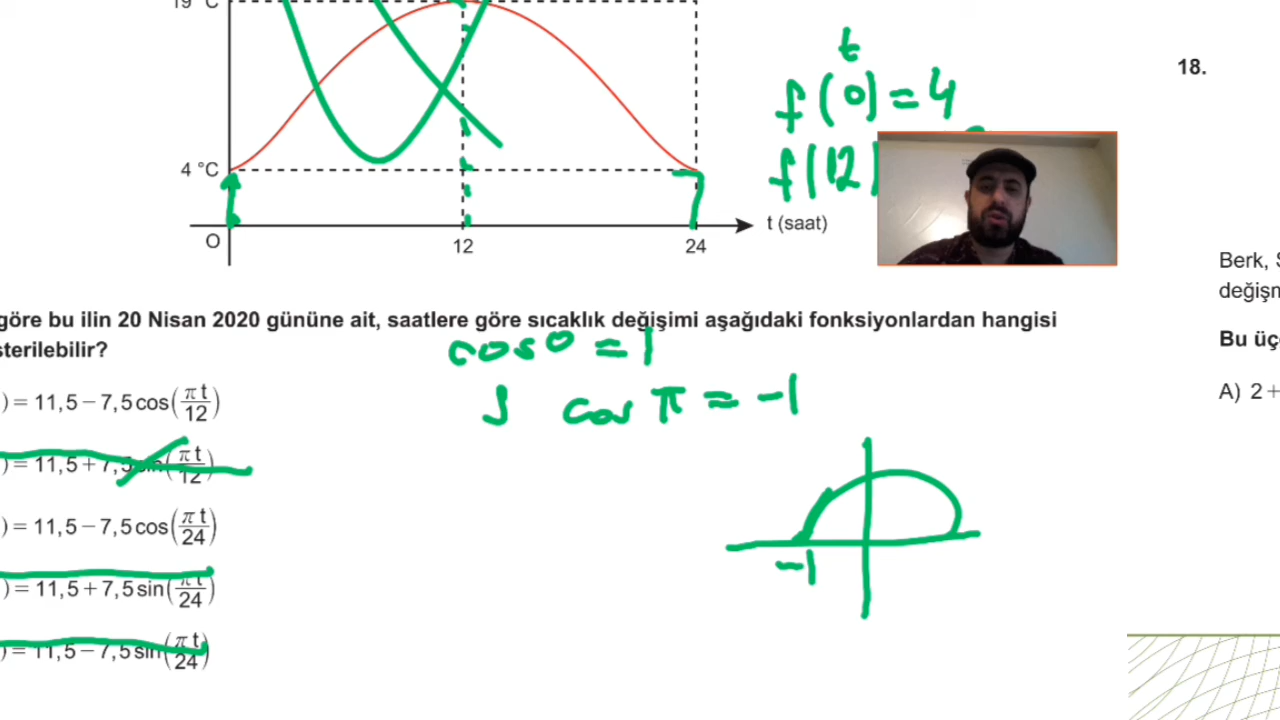 19 °C
t
f(0)=4
f(12)
18.
4 °C
t (saat)
O
12
24
Berk, Ş
değişm
göre bu ilin 20 Nisan 2020 gününe ait, saatlere göre sıcaklık değişimi aşağıdaki fonksiyonlardan hangisi
sterilebilir?
Bu üç
cos 0 = 1
) = 11,5 – 7,5 cos(πt/12)
cos π = -1
A) 2+
) = 11,5 + 7,5 sin(πt/12)
) = 11,5 – 7,5 cos(πt/24)
-1
) = 11,5 + 7,5 sin(πt/24)
) = 11,5 – 7,5 sin(πt/24)